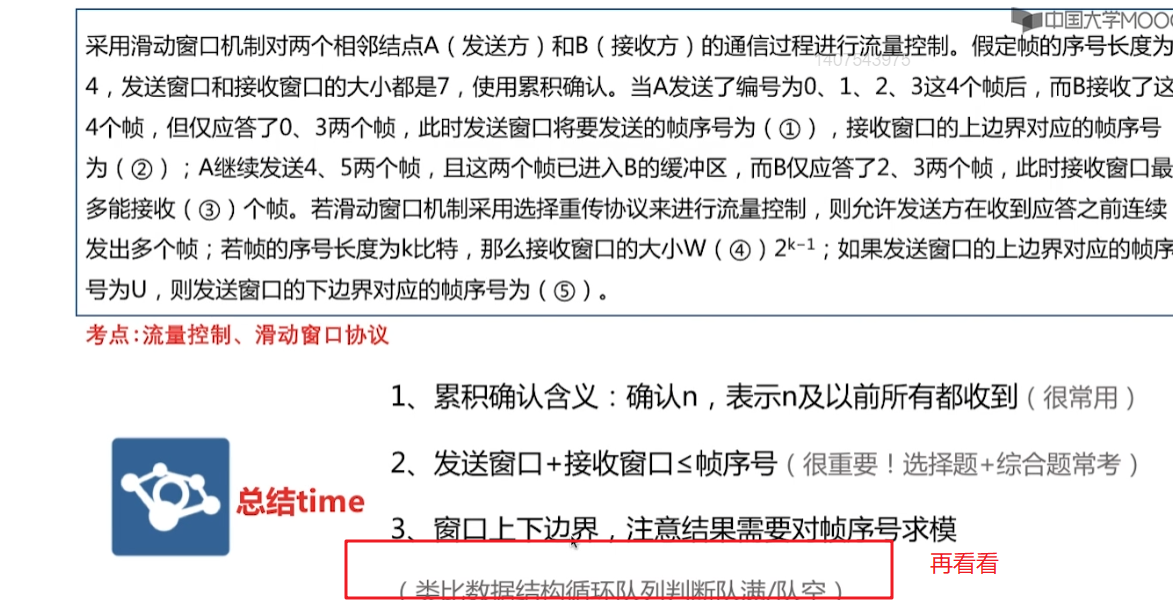 中国大学MOO
采用滑动窗口机制对两个相邻结点A（发送方）和B（接收方）的通信过程进行流量控制。假定帧的序号长度为
1407543975
4，发送窗口和接收窗口的大小都是7，使用累积确认。当A发送了编号为0、1、2、3这4个帧后，而B接收了这
4个帧，但仅应答了0、3两个帧，此时发送窗口将要发送的帧序号为（①），接收窗口的上边界对应的帧序号
为（②）；A继续发送4、5两个帧，且这两个帧已进入B的缓冲区，而B仅应答了2、3两个帧，此时接收窗口最
多能接收（③）个帧。若滑动窗口机制采用选择重传协议来进行流量控制，则允许发送方在收到应答之前连续
发出多个帧；若帧的序号长度为k比特，那么接收窗口的大小W（④）2ᵏ⁻¹；如果发送窗口的上边界对应的帧序
号为U，则发送窗口的下边界对应的帧序号为（⑤）。
考点:流量控制、滑动窗口协议
1、累积确认含义：确认n，表示n及以前所有都收到（很常用）
2、发送窗口+接收窗口≤帧序号（很重要！选择题+综合题常考）
总结time
3、窗口上下边界，注意结果需要对帧序号求模
再看看
（类比数据结构循环队列判断队满/队空）